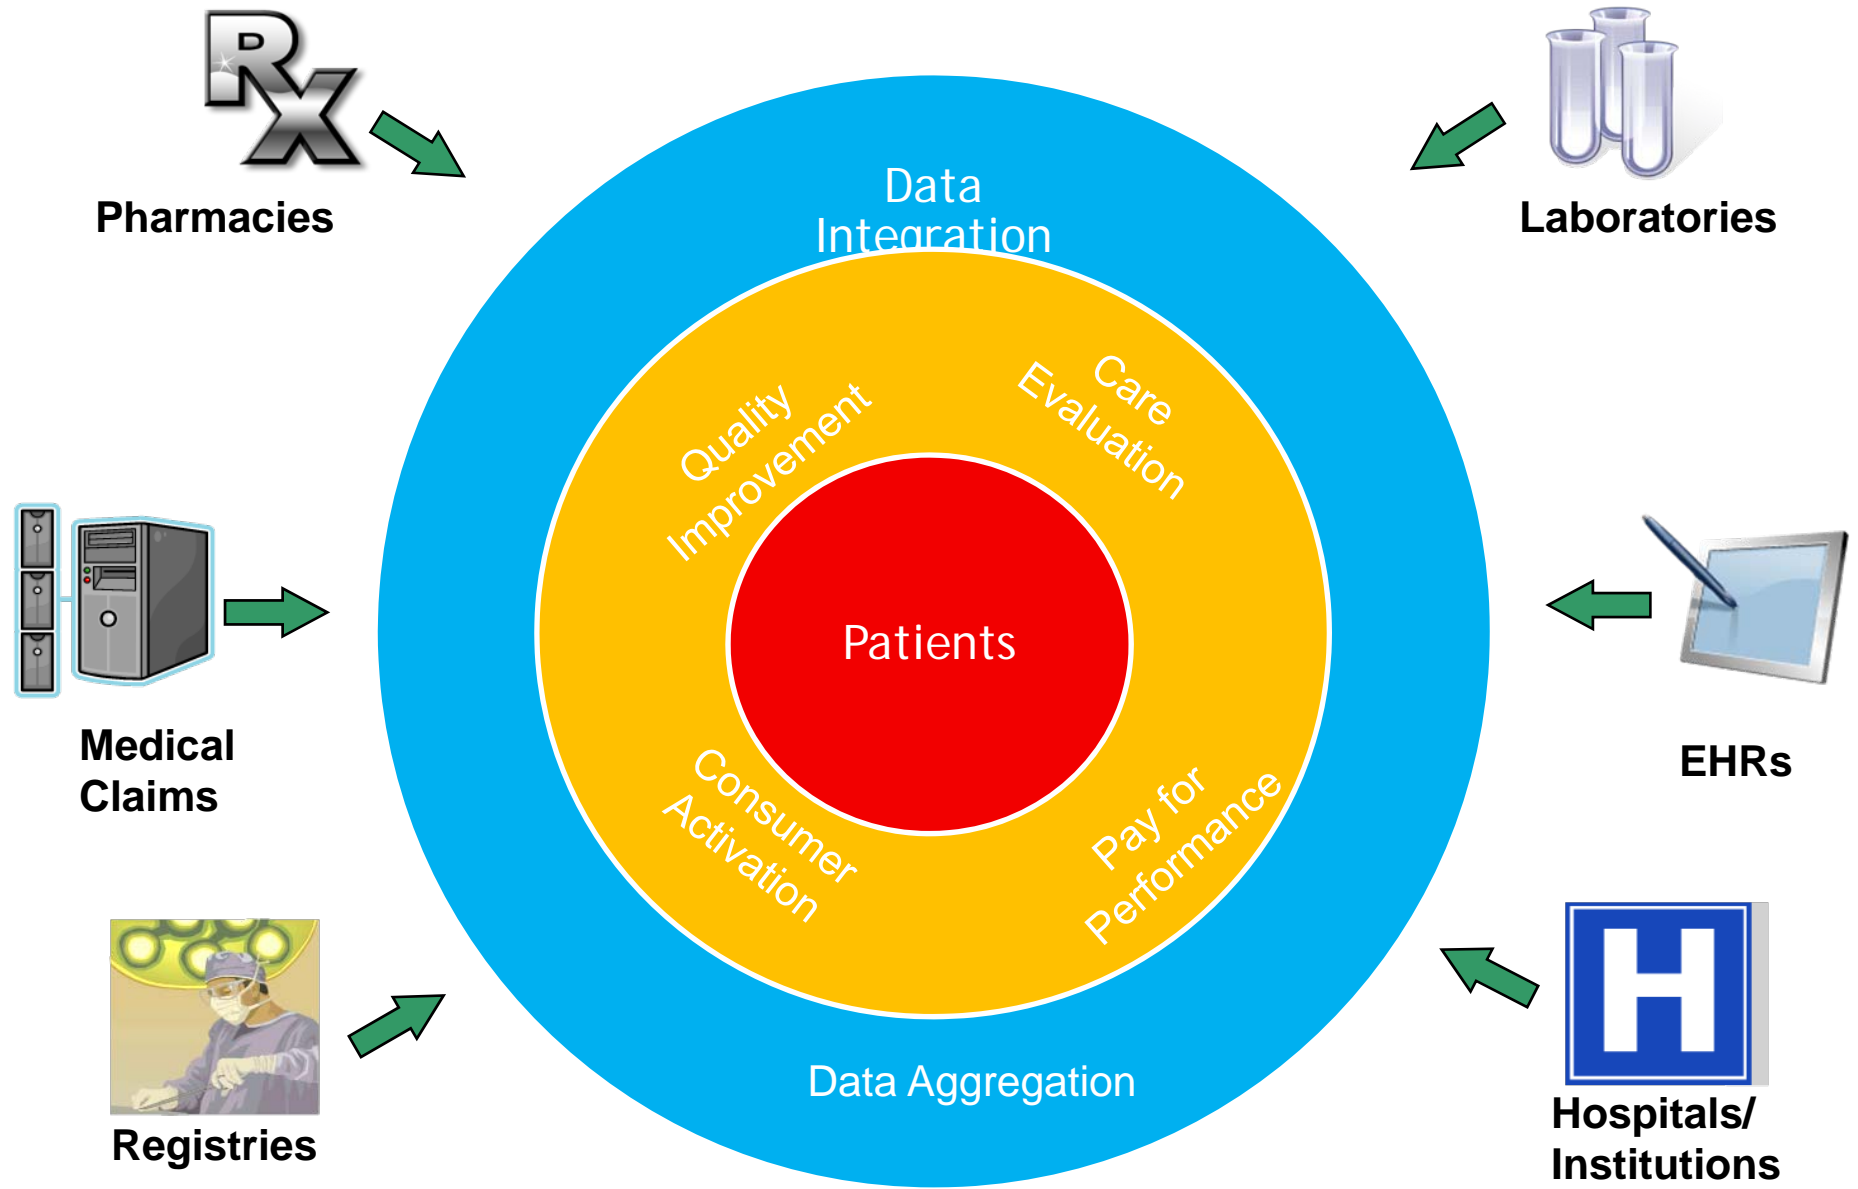 RX
Pharmacies
Laboratories
Data
Integration
Quality
Improvement
Care
Evaluation
Patients
Medical
Claims
EHRs
Consumer
Activation
Pay for
Performance
Data Aggregation
Registries
H
Hospitals/
Institutions